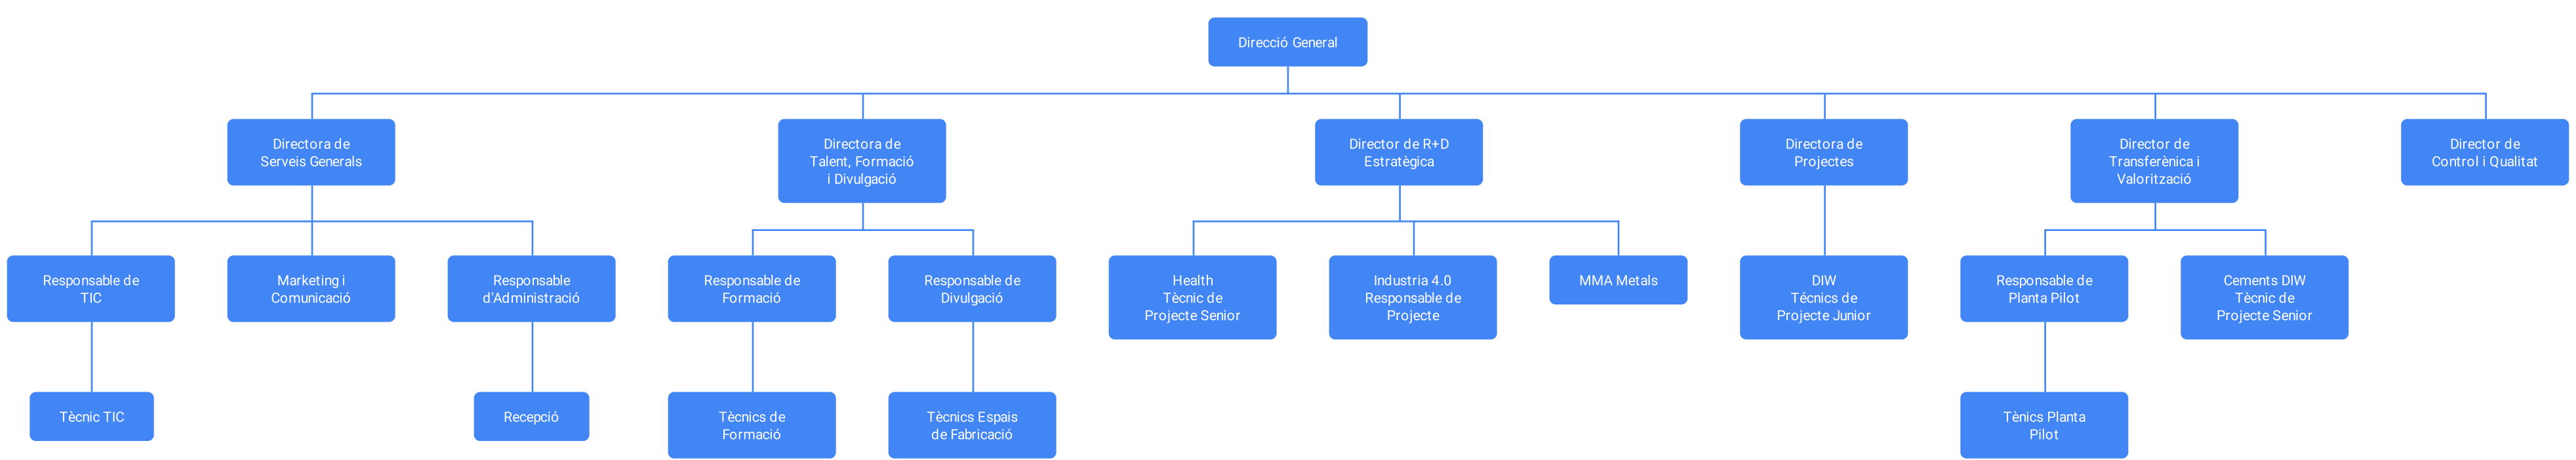 Direcció General
Directora de
Serveis Generals
Directora de
Talent, Formació
i Divulgació
Director de R+D
Estratègica
Directora de
Projectes
Director de
Transferènica i
Valorització
Director de
Control i Qualitat
Responsable de
TIC
Marketing i
Comunicació
Responsable
d'Administració
Responsable de
Formació
Responsable de
Divulgació
Health
Tècnic de
Projecte Senior
Industria 4.0
Responsable de
Projecte
MMA Metals
DIW
Técnics de
Projecte Junior
Responsable de
Planta Pilot
Cements DIW
Tècnic de
Projecte Senior
Tècnic TIC
Recepció
Tècnics de
Formació
Tècnics Espais
de Fabricació
Tènics Planta
Pilot